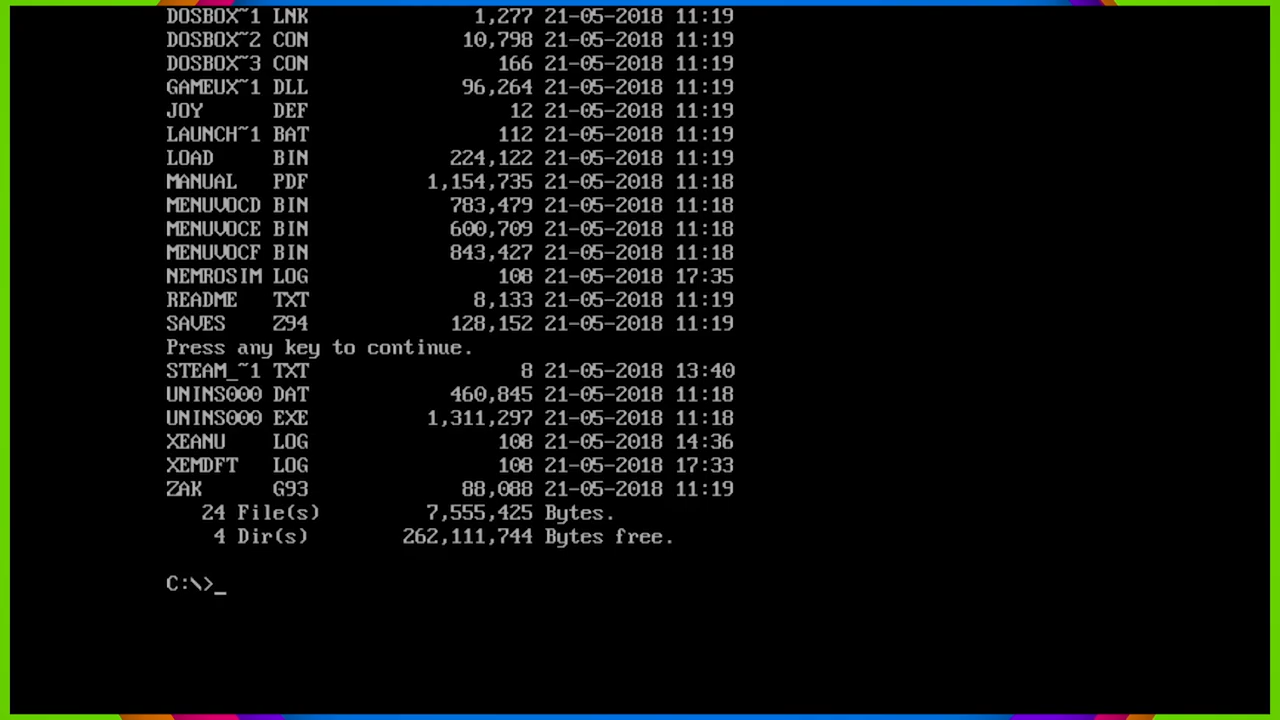 DOSBOX~1 LNK 1,277 21-05-2018 11:19
DOSBOX~2 CON 10,798 21-05-2018 11:19
DOSBOX~3 CON 166 21-05-2018 11:19
GAMEUX~1 DLL 96,264 21-05-2018 11:19
JOY DEF 12 21-05-2018 11:19
LAUNCH~1 BAT 112 21-05-2018 11:19
LOAD BIN 224,122 21-05-2018 11:19
MANUAL PDF 1,154,735 21-05-2018 11:18
MENUVOCD BIN 783,479 21-05-2018 11:18
MENUVOCE BIN 600,709 21-05-2018 11:18
MENUVOCF BIN 843,427 21-05-2018 11:18
NEMROSIM LOG 108 21-05-2018 17:35
README TXT 8,133 21-05-2018 11:19
SAVES Z94 128,152 21-05-2018 11:19
Press any key to continue.
STEAM_~1 TXT 8 21-05-2018 13:40
UNINS000 DAT 460,845 21-05-2018 11:18
UNINS000 EXE 1,311,297 21-05-2018 11:18
XEANU LOG 108 21-05-2018 14:36
XEMDFT LOG 108 21-05-2018 17:33
ZAK G93 88,088 21-05-2018 11:19
24 File(s) 7,555,425 Bytes.
4 Dir(s) 262,111,744 Bytes free.
C:\>_